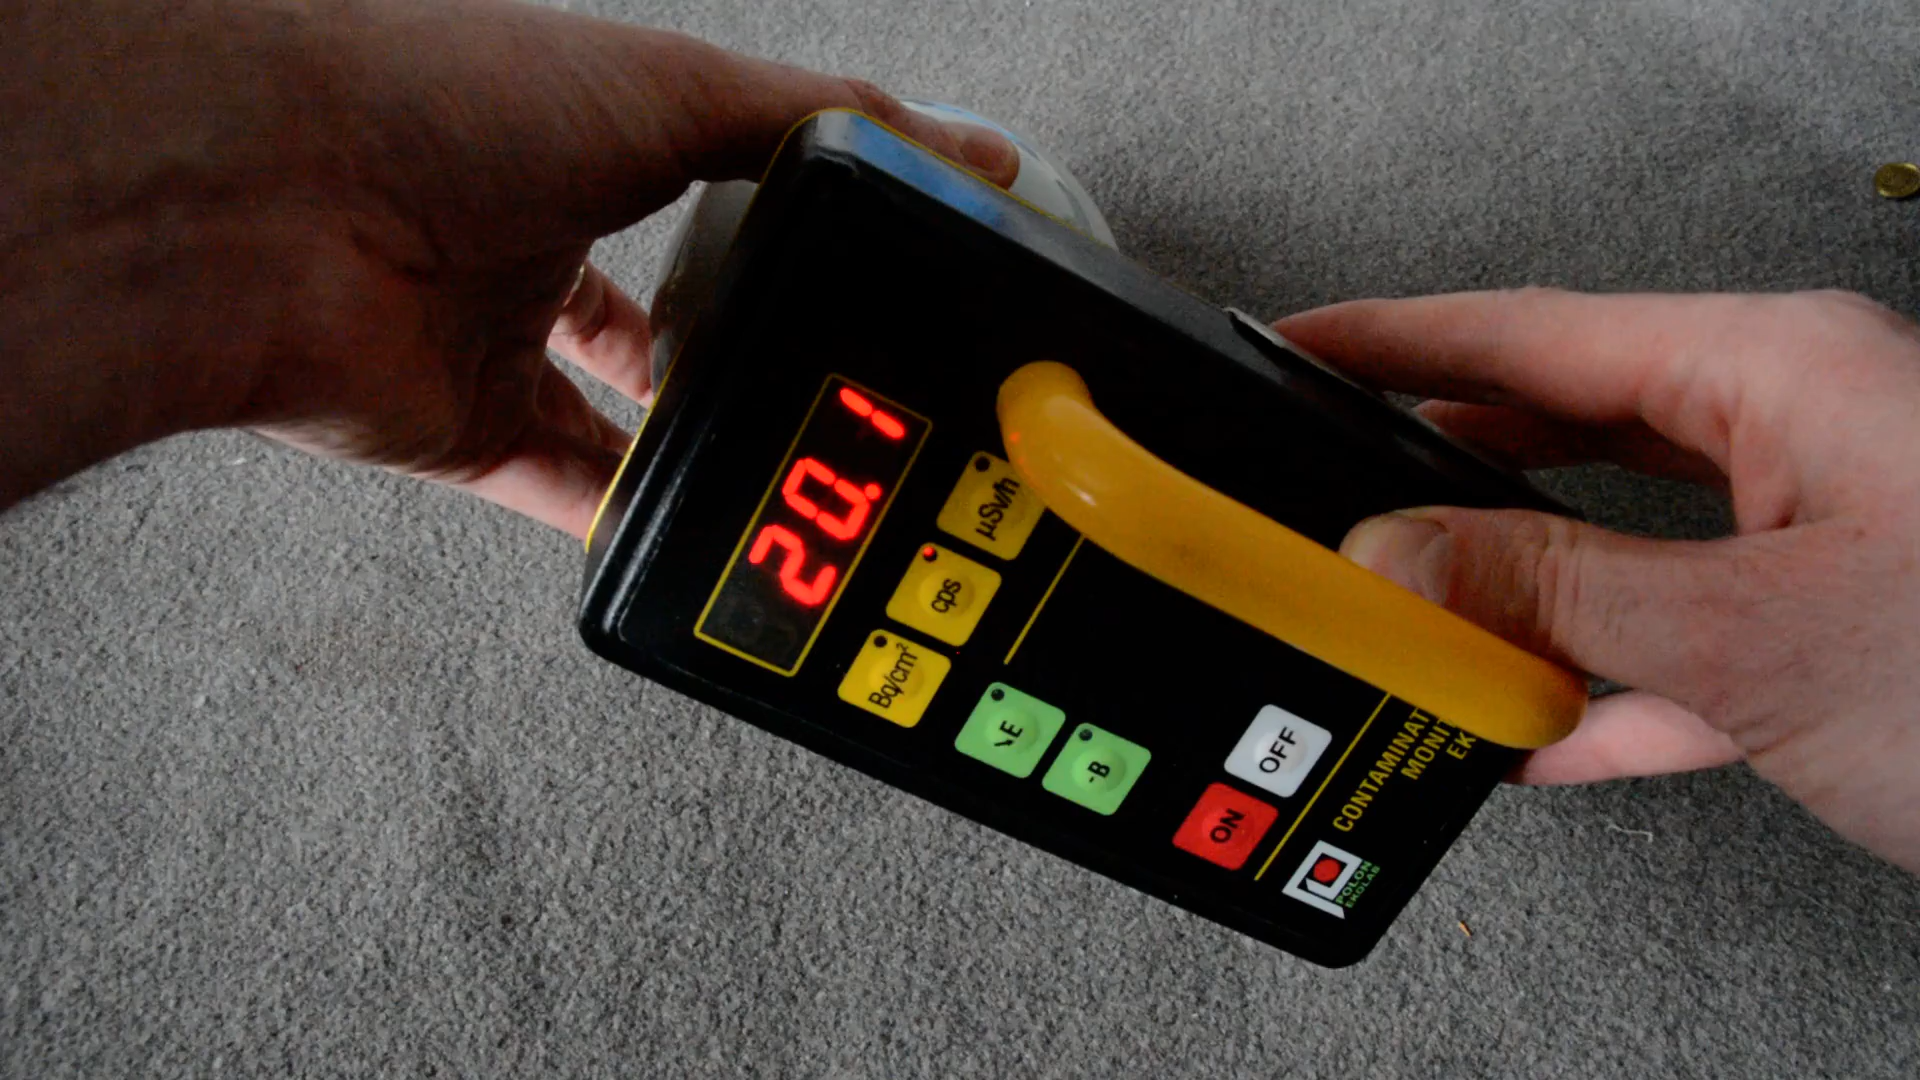 20.1
µSv/h
cps
Bq/cm²
-B
OFF
ON
CONTAMINAT
MONIT
EK
POLON
EKOLAB